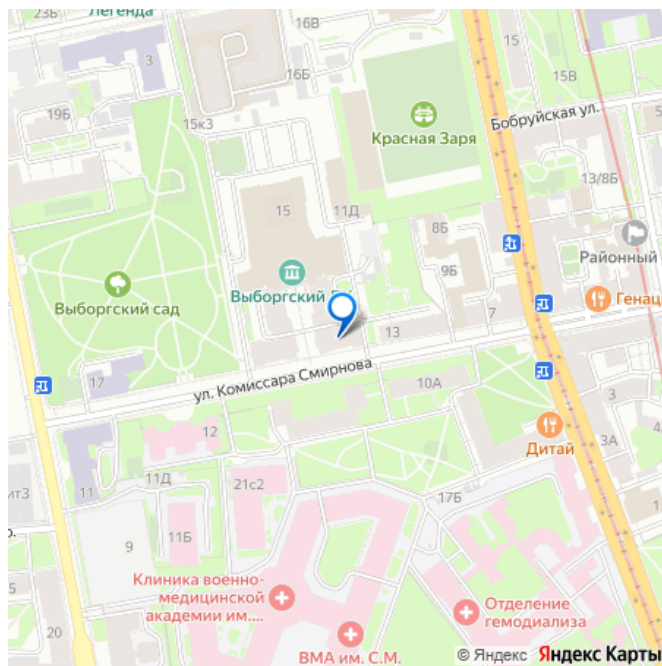 23Б
Легенда
16В
3
15
16Б
15В
19Б
15к3
Красная Заря
Бобруйская ул.
13/8Б
15
11Д
8Б
Районный
Выборгский
9Б
Генац
Выборгский сад
13
7
ул. Комиссара Смирнова
17
10А
3
12
Дитай
3А
11Д
21с2
11
17Б
11Б
9
Клиника военно-
медицинской
академии им....
Отделение
гемодиализа
5
20
ВМА им. С.М.
© Яндекс Яндекс Карты